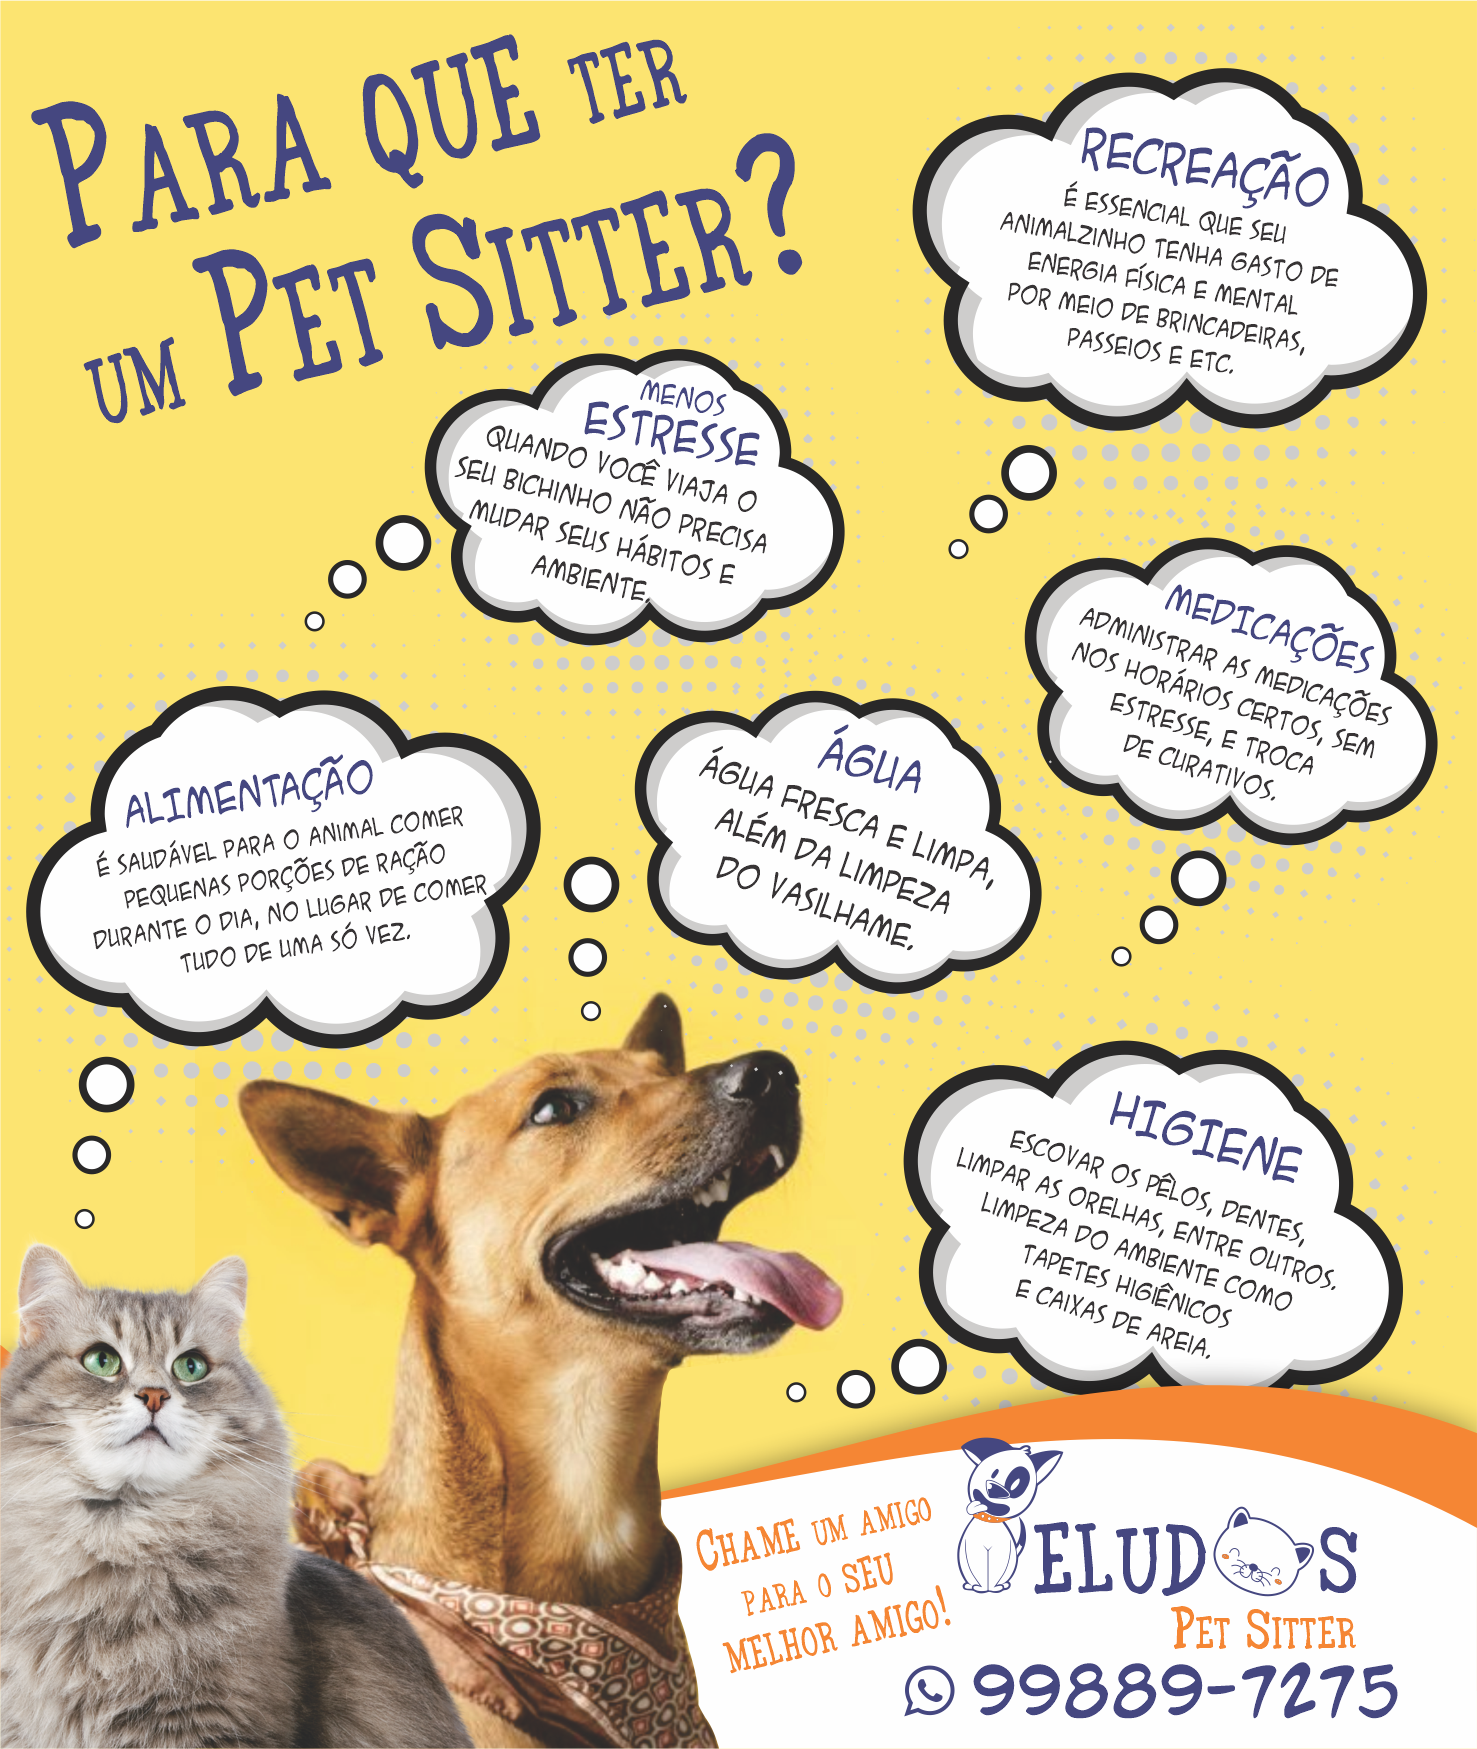 PARA QUE TER
UM PET SITTER?
RECREAÇÃO
É ESSENCIAL QUE SEU
ANIMALZINHO TENHA GASTO DE
ENERGIA FÍSICA E MENTAL
POR MEIO DE BRINCADEIRAS,
PASSEIOS E ETC.
MENOS
ESTRESSE
QUANDO VOCÊ VIAJA O
SEU BICHINHO NÃO PRECISA
MUDAR SEUS HÁBITOS E
AMBIENTE.
MEDICAÇÕES
ADMINISTRAR AS MEDICAÇÕES
NOS HORÁRIOS CERTOS, SEM
ESTRESSE, E TROCA
DE CURATIVOS.
ALIMENTAÇÃO
É SAUDÁVEL PARA O ANIMAL COMER
PEQUENAS PORÇÕES DE RAÇÃO
DURANTE O DIA, NO LUGAR DE COMER
TUDO DE UMA SÓ VEZ.
ÁGUA
ÁGUA FRESCA E LIMPA,
ALÉM DA LIMPEZA
DO VASILHAME.
HIGIENE
ESCOVAR OS PÊLOS, DENTES,
LIMPAR AS ORELHAS, ENTRE OUTROS.
LIMPEZA DO AMBIENTE COMO
TAPETES HIGIÊNICOS
E CAIXAS DE AREIA.
CHAME UM AMIGO
PARA O SEU
MELHOR AMIGO!
PELUDOS
PET SITTER
99889-7275